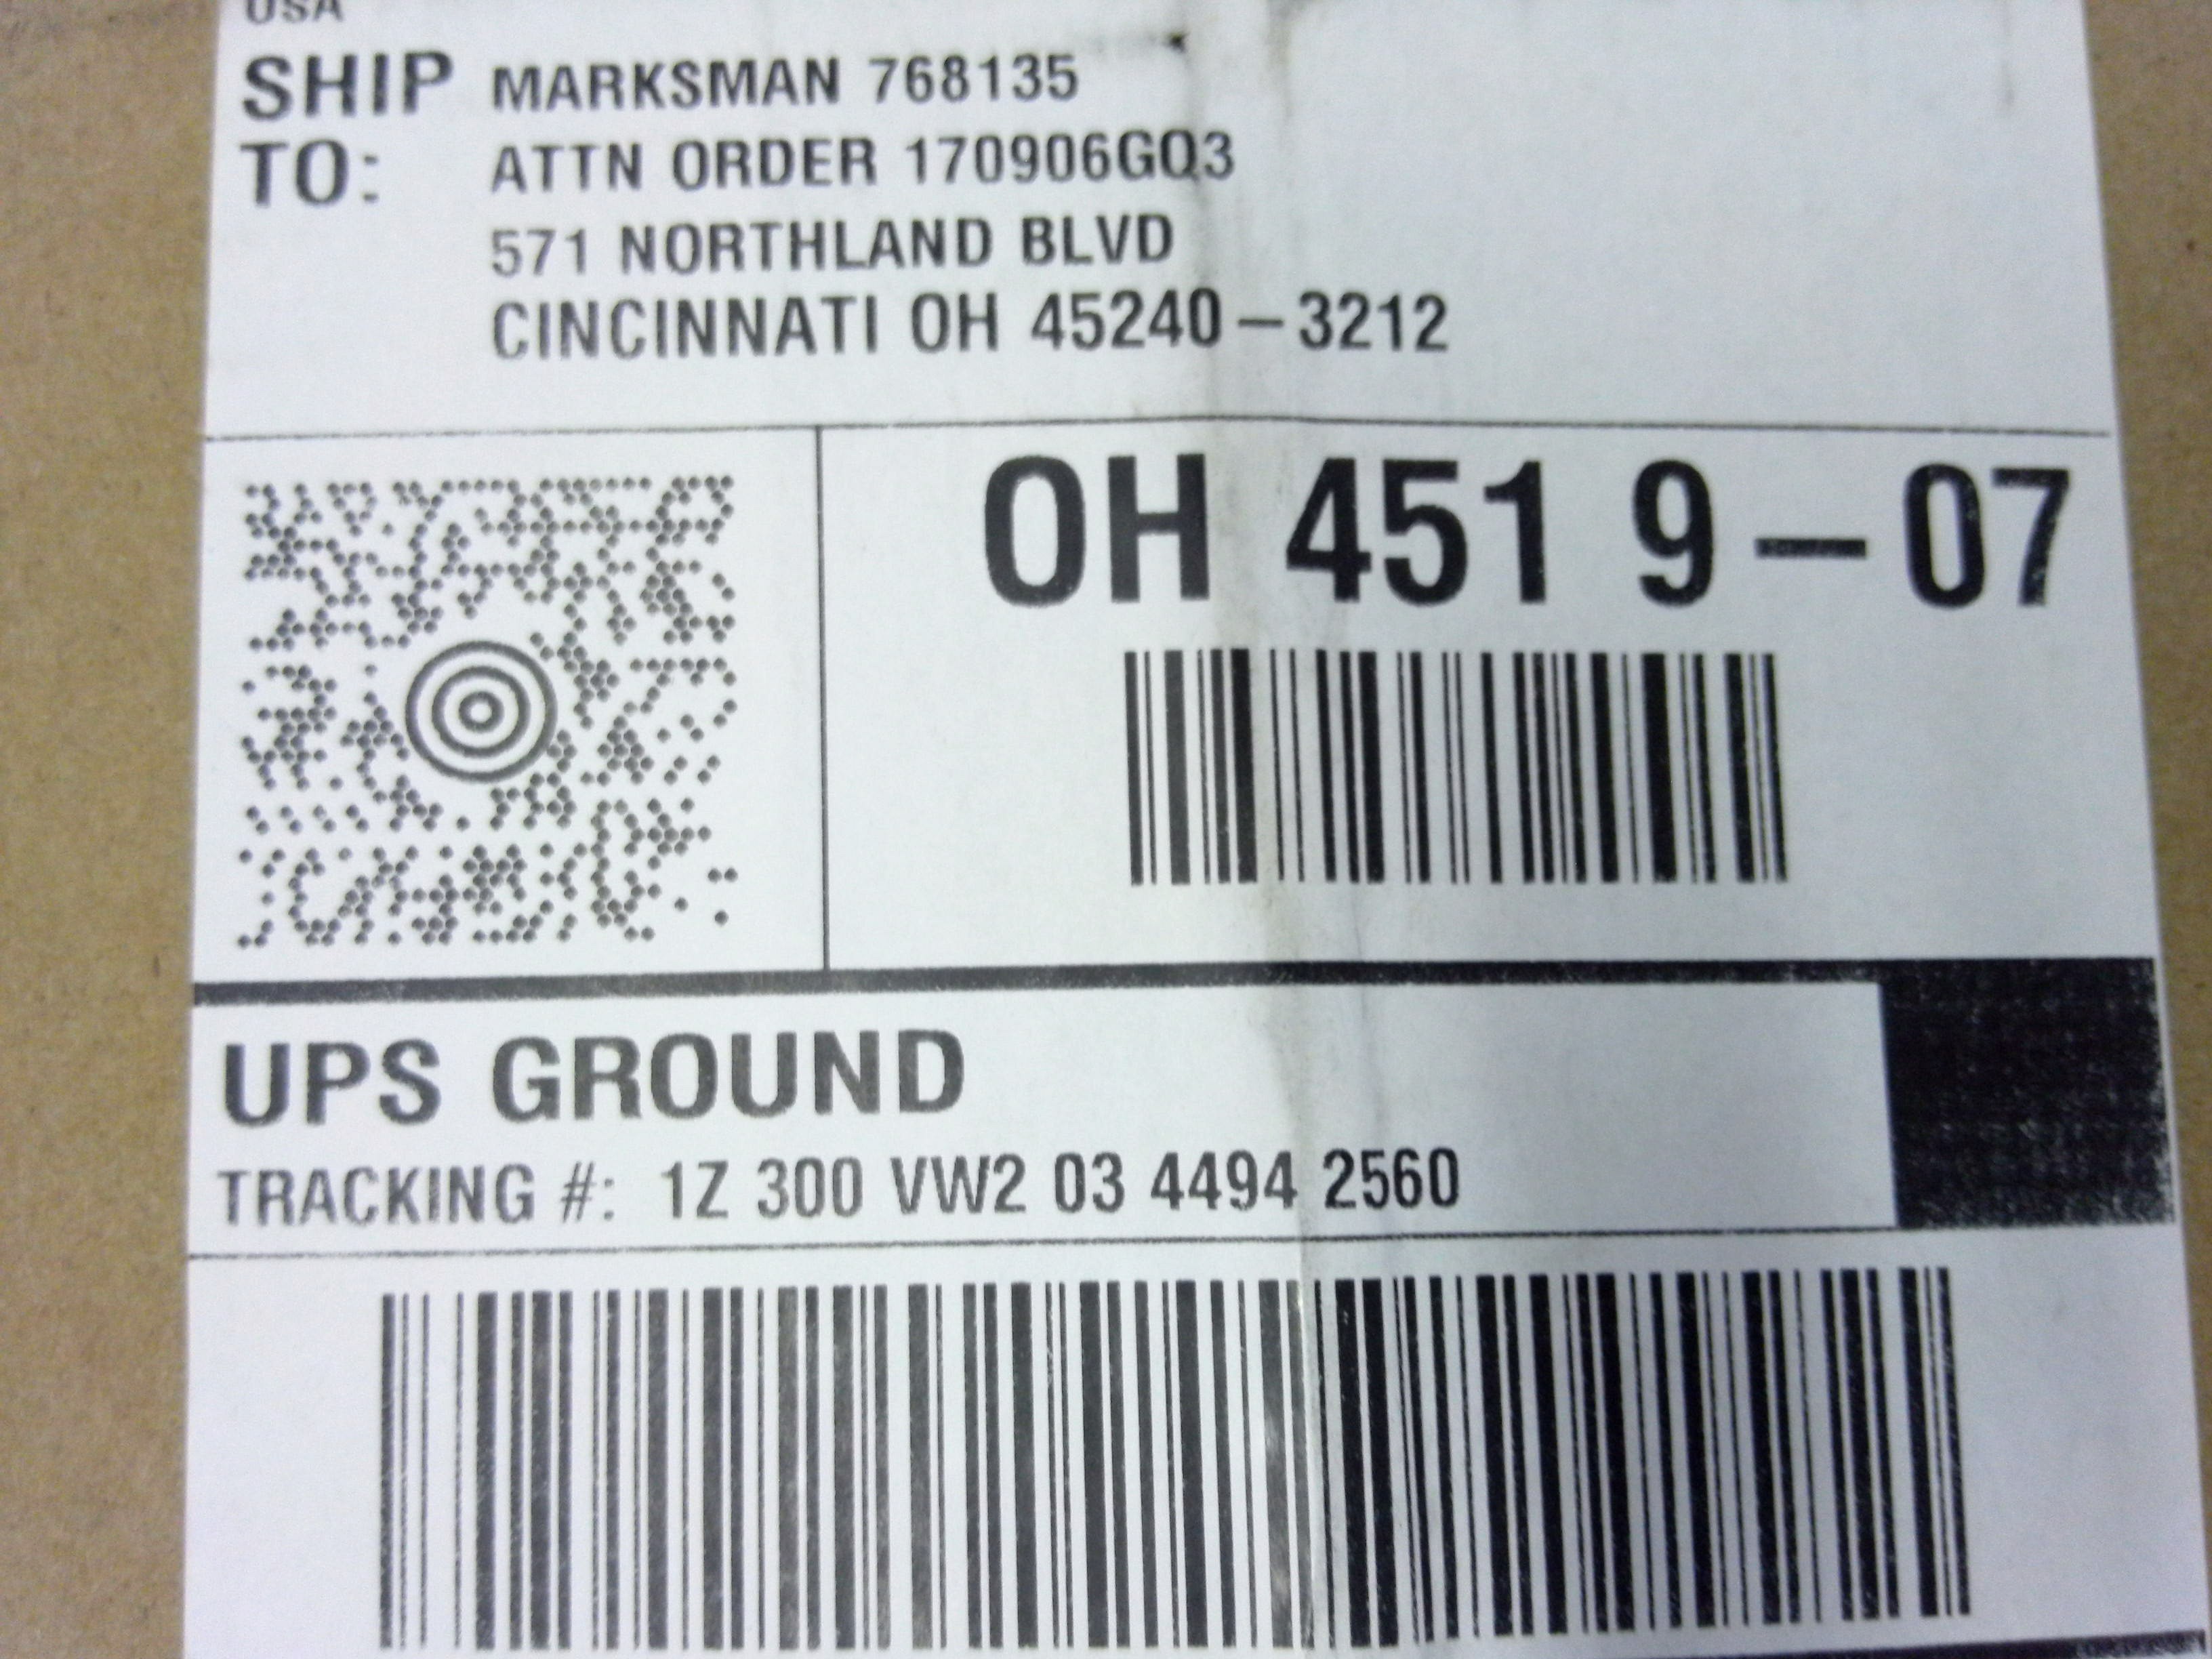 USA
SHIP TO: MARKSMAN 768135
ATTN ORDER 170906GQ3
571 NORTHLAND BLVD
CINCINNATI OH 45240-3212
OH 451 9-07
UPS GROUND
TRACKING #: 1Z 300 VW2 03 4494 2560